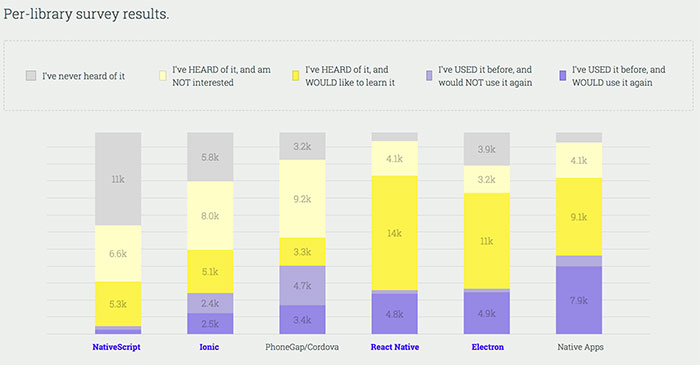 Per-library survey results.
I've never heard of it
I've HEARD of it, and am
NOT interested
I've HEARD of it, and
WOULD like to learn it
I've USED it before, and
would NOT use it again
I've USED it before, and
WOULD use it again
11k
6.6k
5.3k
5.8k
8.0k
5.1k
2.4k
2.5k
3.2k
9.2k
3.3k
4.7k
3.4k
4.1k
14k
4.8k
3.9k
3.2k
11k
4.9k
4.1k
9.1k
7.9k
NativeScript
Ionic
PhoneGap/Cordova
React Native
Electron
Native Apps